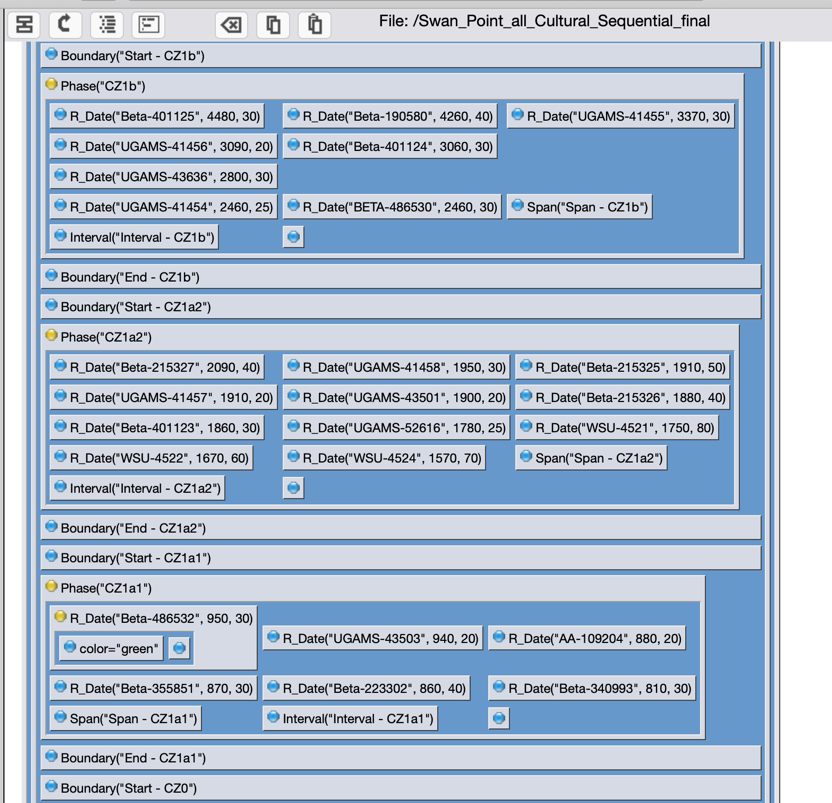 File: /Swan_Point_all_Cultural_Sequential_final
Boundary("Start - CZ1b")
Phase("CZ1b")
R_Date("Beta-401125", 4480, 30) R_Date("Beta-190580", 4260, 40) R_Date("UGAMS-41455", 3370, 30)
R_Date("UGAMS-41456", 3090, 20) R_Date("Beta-401124", 3060, 30)
R_Date("UGAMS-43636", 2800, 30)
R_Date("UGAMS-41454", 2460, 25) R_Date("BETA-486530", 2460, 30) Span("Span - CZ1b")
Interval("Interval - CZ1b")
Boundary("End - CZ1b")
Boundary("Start - CZ1a2")
Phase("CZ1a2")
R_Date("Beta-215327", 2090, 40) R_Date("UGAMS-41458", 1950, 30) R_Date("Beta-215325", 1910, 50)
R_Date("UGAMS-41457", 1910, 20) R_Date("UGAMS-43501", 1900, 20) R_Date("Beta-215326", 1880, 40)
R_Date("Beta-401123", 1860, 30) R_Date("UGAMS-52616", 1780, 25) R_Date("WSU-4521", 1750, 80)
R_Date("WSU-4522", 1670, 60) R_Date("WSU-4524", 1570, 70) Span("Span - CZ1a2")
Interval("Interval - CZ1a2")
Boundary("End - CZ1a2")
Boundary("Start - CZ1a1")
Phase("CZ1a1")
R_Date("Beta-486532", 950, 30)
R_Date("UGAMS-43503", 940, 20) R_Date("AA-109204", 880, 20)
color="green"
R_Date("Beta-355851", 870, 30) R_Date("Beta-223302", 860, 40) R_Date("Beta-340993", 810, 30)
Span("Span - CZ1a1") Interval("Interval - CZ1a1")
Boundary("End - CZ1a1")
Boundary("Start - CZ0")